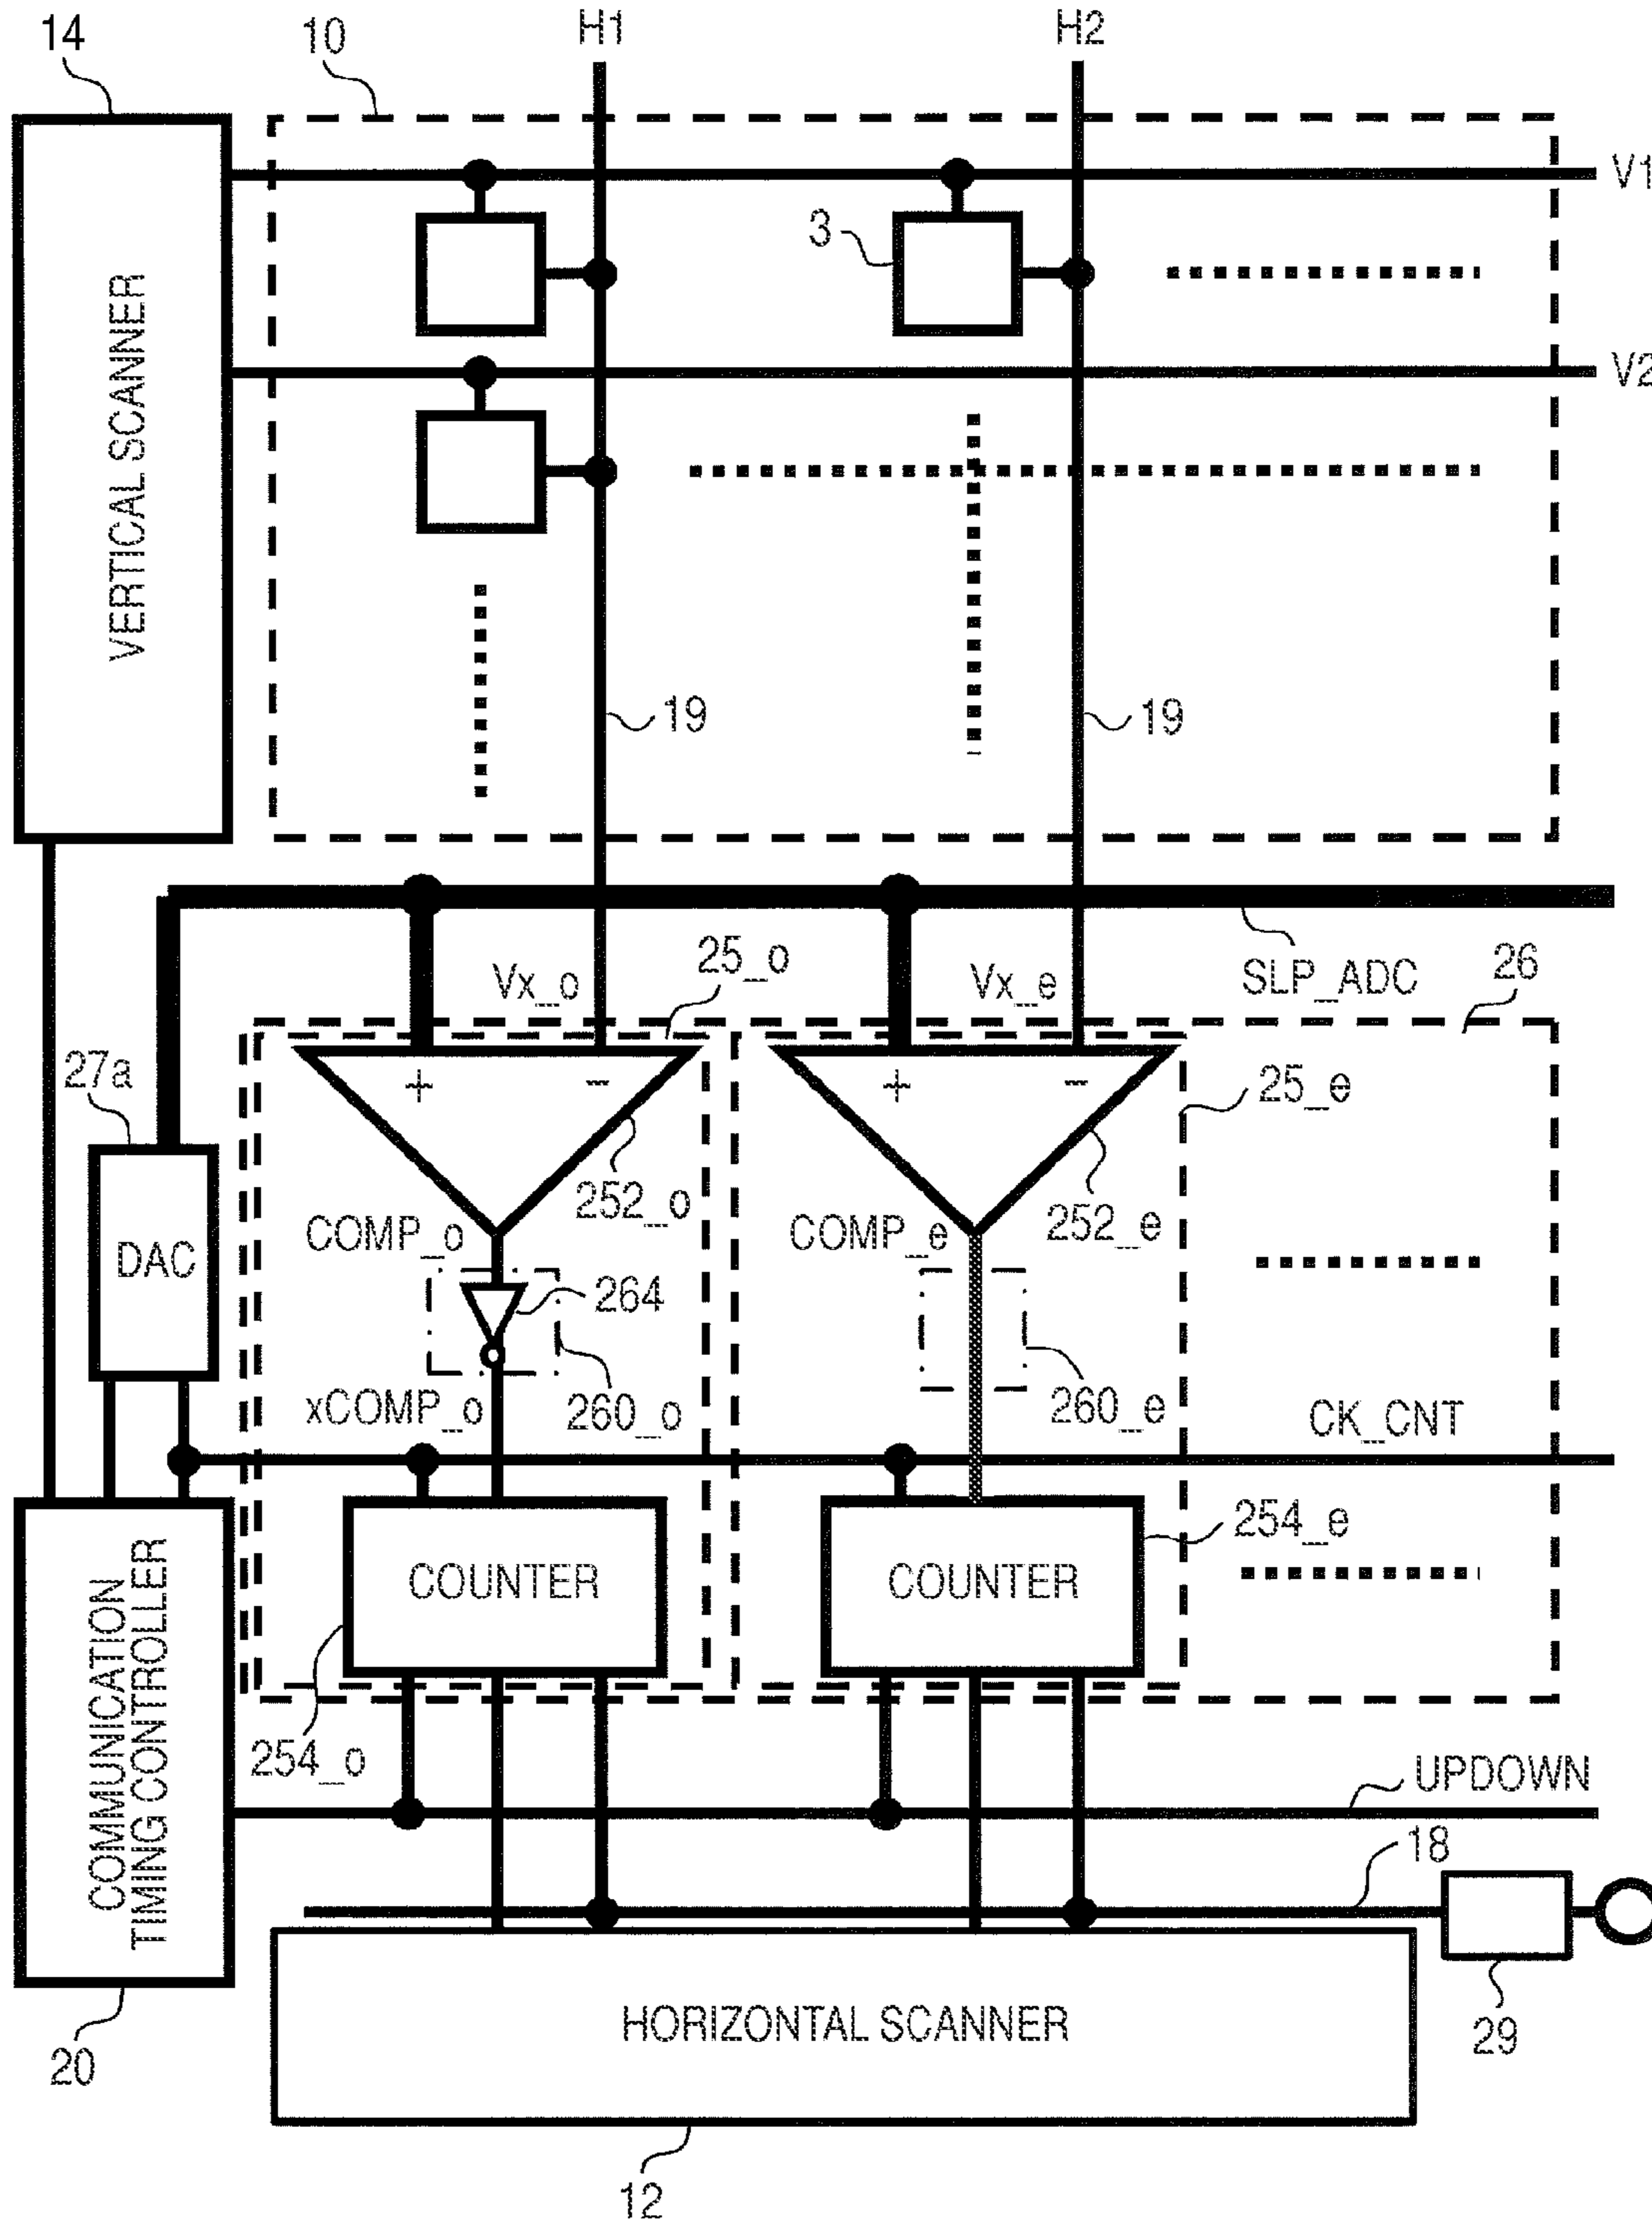 14
10
H1
H2
V1
3
V2
VERTICAL SCANNER
19
19
SLP_ADC
26
Vx_o
25_o
Vx_e
27a
+
−
+
−
25_e
252_o
252_e
COMP_o
COMP_e
DAC
264
xCOMP_o
260_o
260_e
CK_CNT
254_e
COUNTER
COUNTER
COMMUNICATION
TIMING CONTROLLER
254_o
UPDOWN
18
HORIZONTAL SCANNER
29
20
12